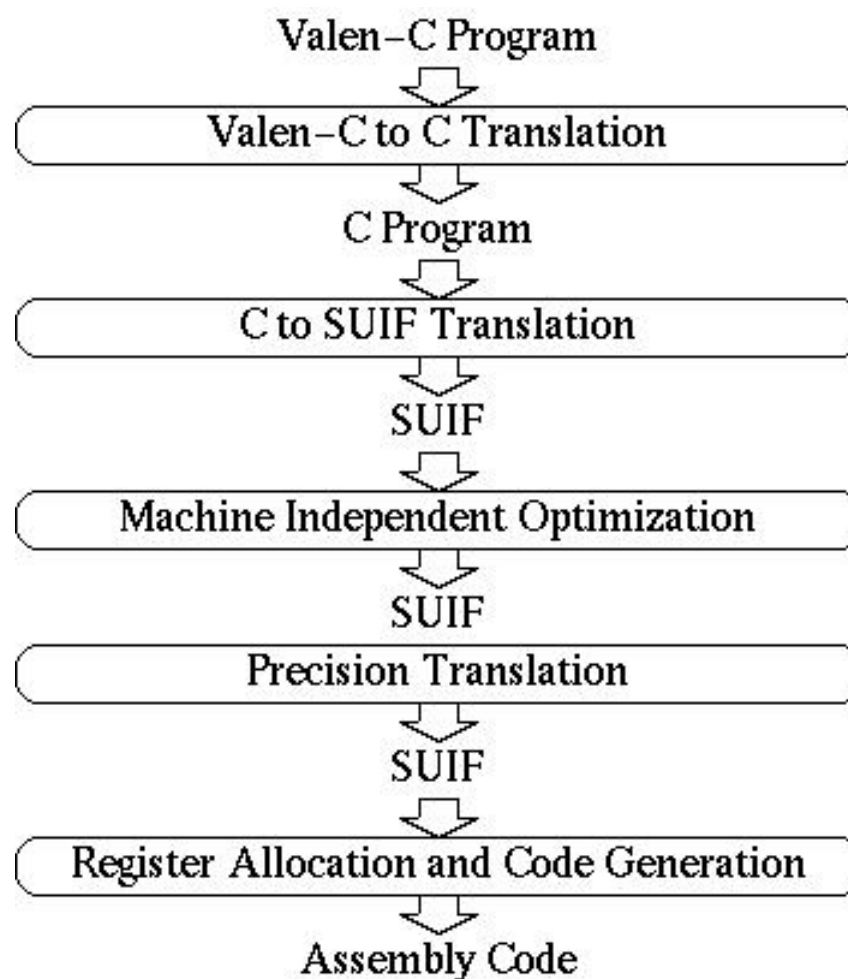 Valen–C Program
Valen–C to C Translation
C Program
C to SUIF Translation
SUIF
Machine Independent Optimization
SUIF
Precision Translation
SUIF
Register Allocation and Code Generation
Assembly Code